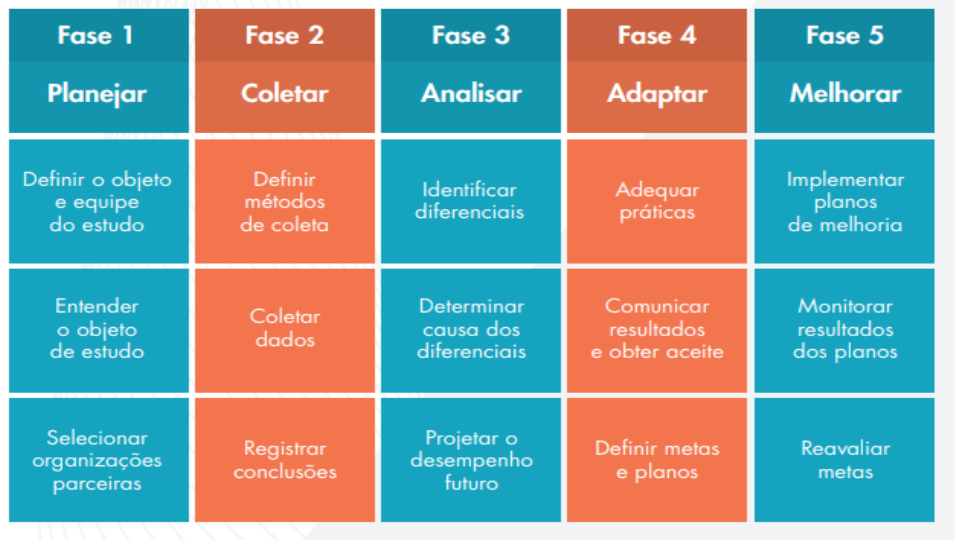 Fase 1
Fase 2
Fase 3
Fase 4
Fase 5
Planejar
Coletar
Analisar
Adaptar
Melhorar
Definir o objeto
e equipe
do estudo
Definir
métodos
de coleta
Identificar
diferenciais
Adequar
práticas
Implementar
planos
de melhoria
Entender
o objeto
de estudo
Coletar
dados
Determinar
causa dos
diferenciais
Comunicar
resultados
e obter aceite
Monitorar
resultados
dos planos
Selecionar
organizações
parceiras
Registrar
conclusões
Projetar o
desempenho
futuro
Definir metas
e planos
Reavaliar
metas